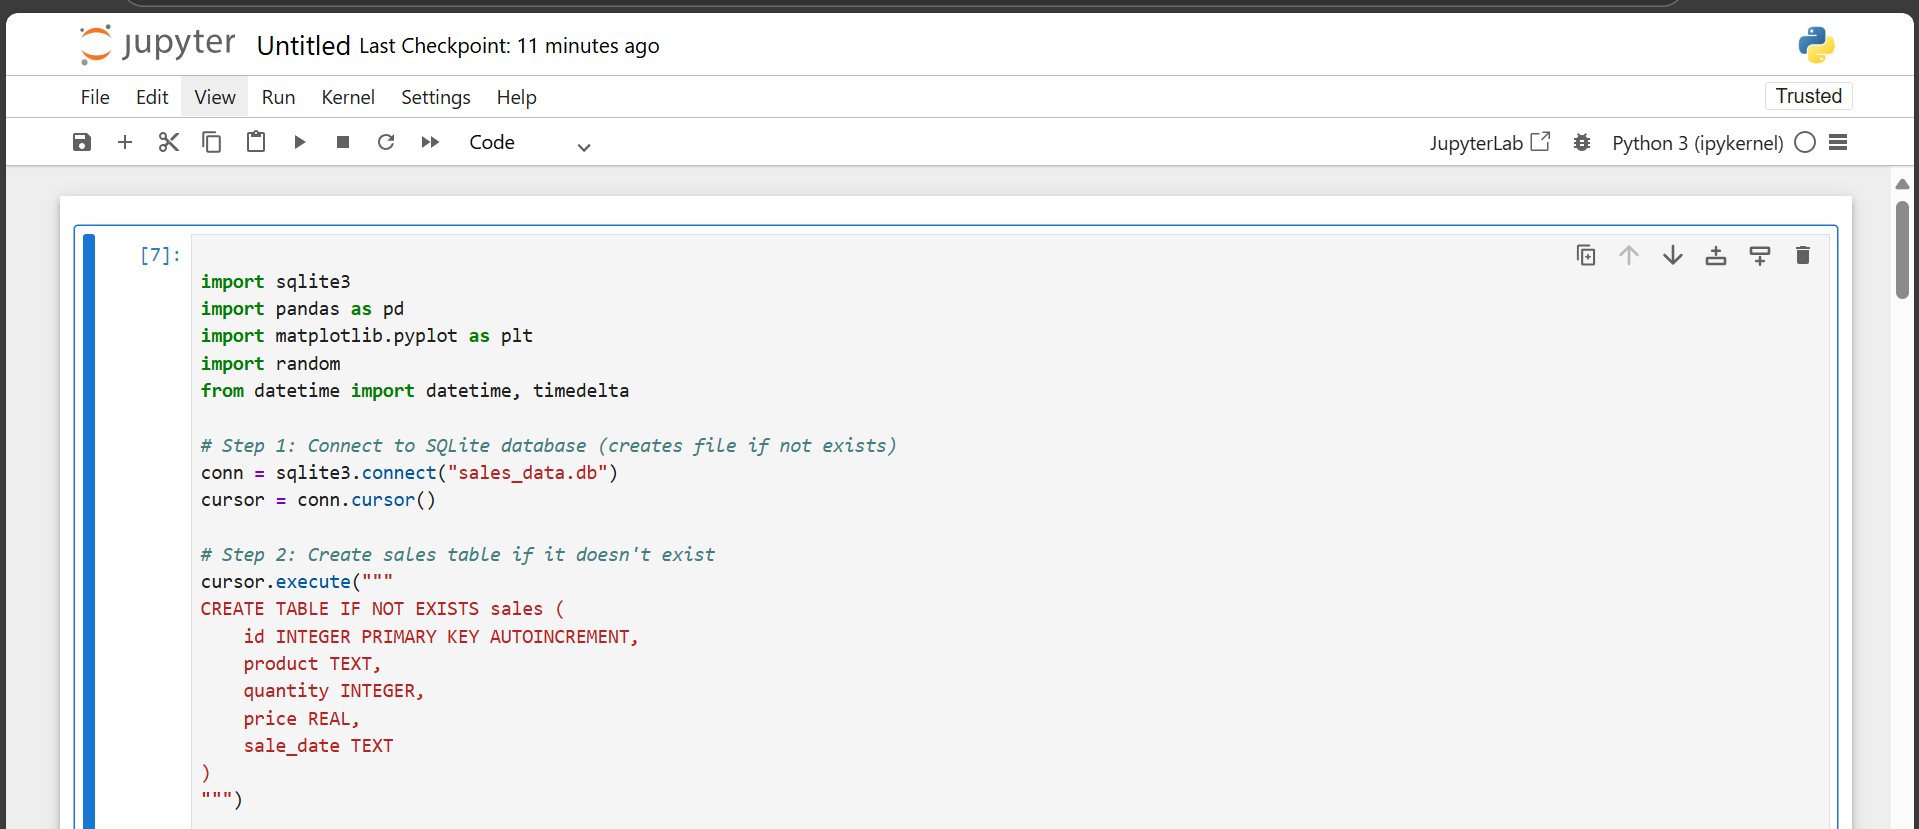 jupyter Untitled Last Checkpoint: 11 minutes ago
File Edit View Run Kernel Settings Help
Trusted
Code
JupyterLab Python 3 (ipykernel)
[7]:
import sqlite3
import pandas as pd
import matplotlib.pyplot as plt
import random
from datetime import datetime, timedelta

# Step 1: Connect to SQLite database (creates file if not exists)
conn = sqlite3.connect("sales_data.db")
cursor = conn.cursor()

# Step 2: Create sales table if it doesn't exist
cursor.execute("""
CREATE TABLE IF NOT EXISTS sales (
    id INTEGER PRIMARY KEY AUTOINCREMENT,
    product TEXT,
    quantity INTEGER,
    price REAL,
    sale_date TEXT
)
""")